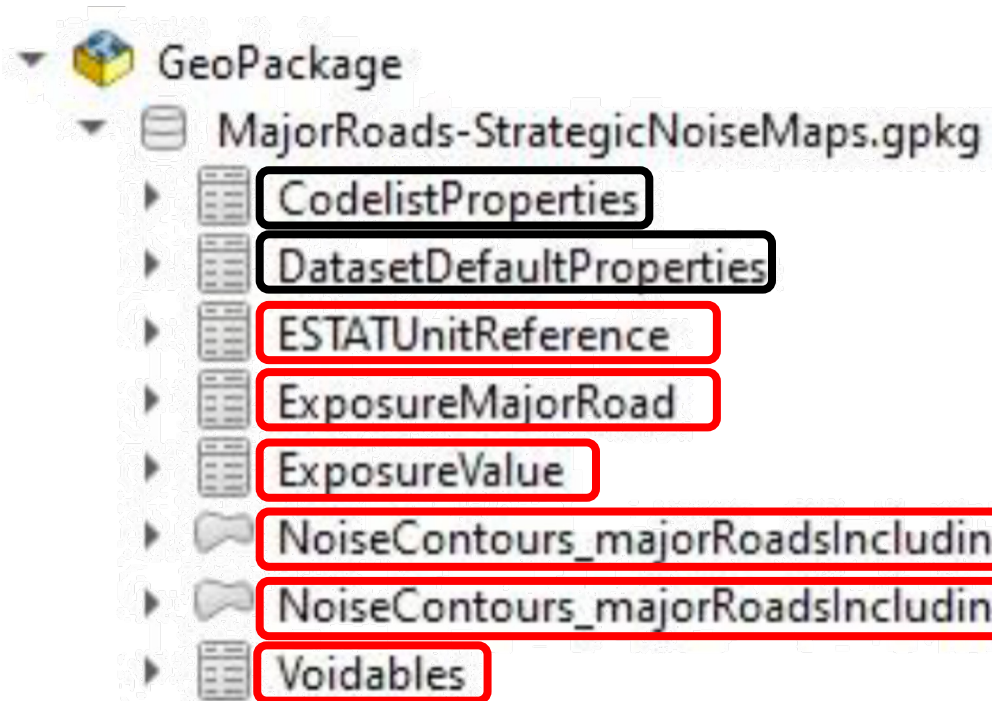 GeoPackage
MajorRoads-StrategicNoiseMaps.gpkg
CodelistProperties
DatasetDefaultProperties
ESTATUnitReference
ExposureMajorRoad
ExposureValue
NoiseContours_majorRoadsIncludin
NoiseContours_majorRoadsIncludin
Voidables